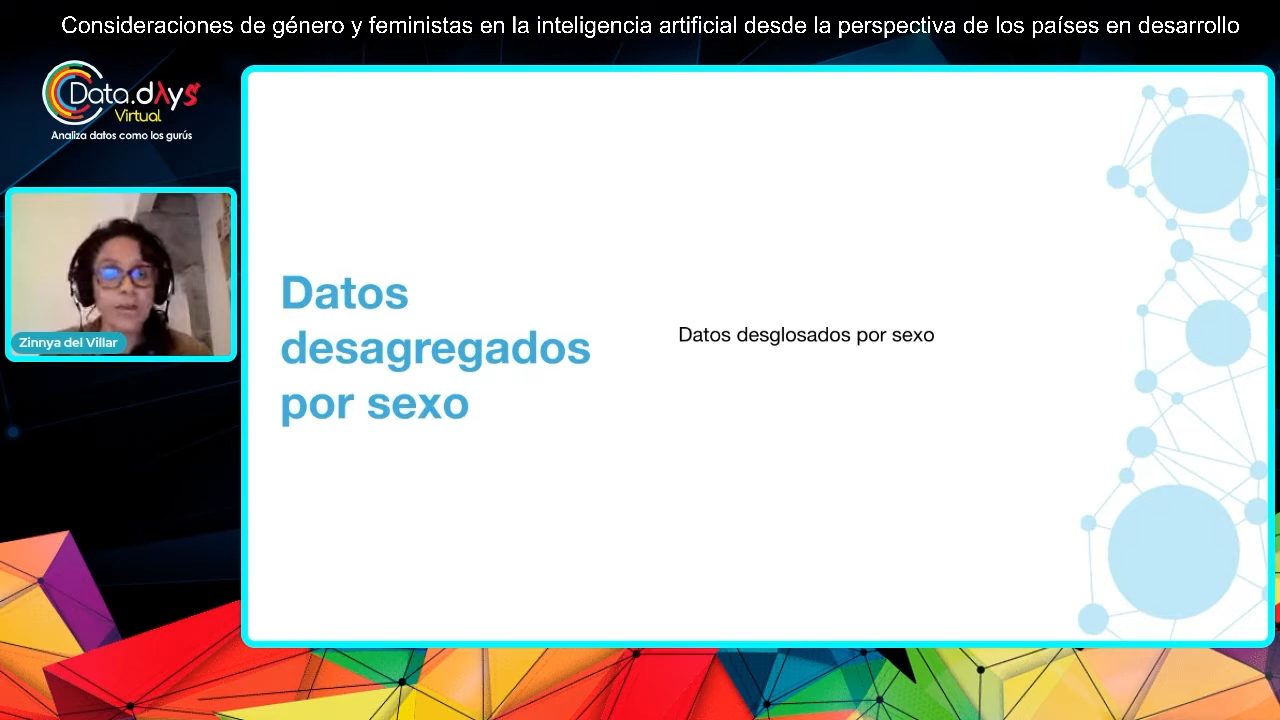 Consideraciones de género y feministas en la inteligencia artificial desde la perspectiva de los países en desarrollo
Data.dAys
Virtual
Analiza datos como los gurús
Zinnya del Villar
Datos
desagregados
por sexo
Datos desglosados por sexo